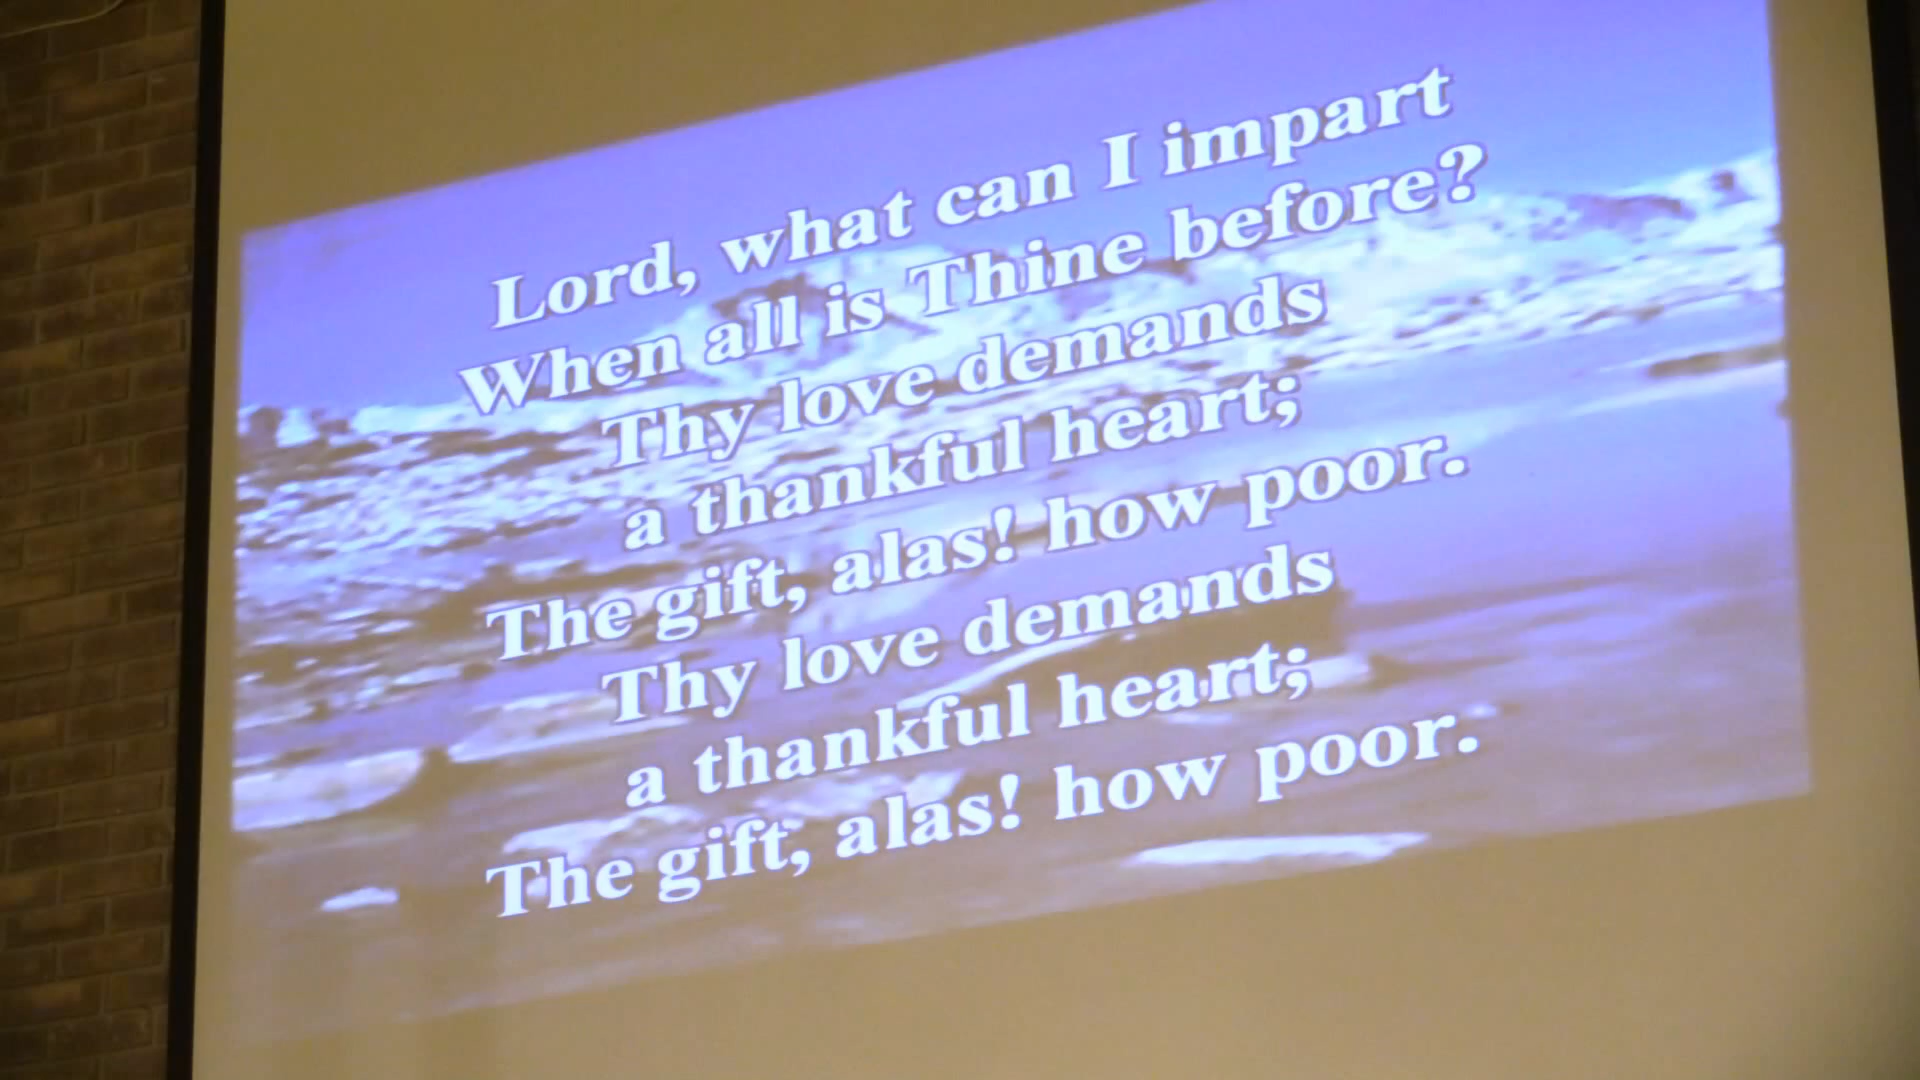 Lord, what can I impart
When all is Thine before?
Thy love demands
a thankful heart;
The gift, alas! how poor.
Thy love demands
a thankful heart;
The gift, alas! how poor.